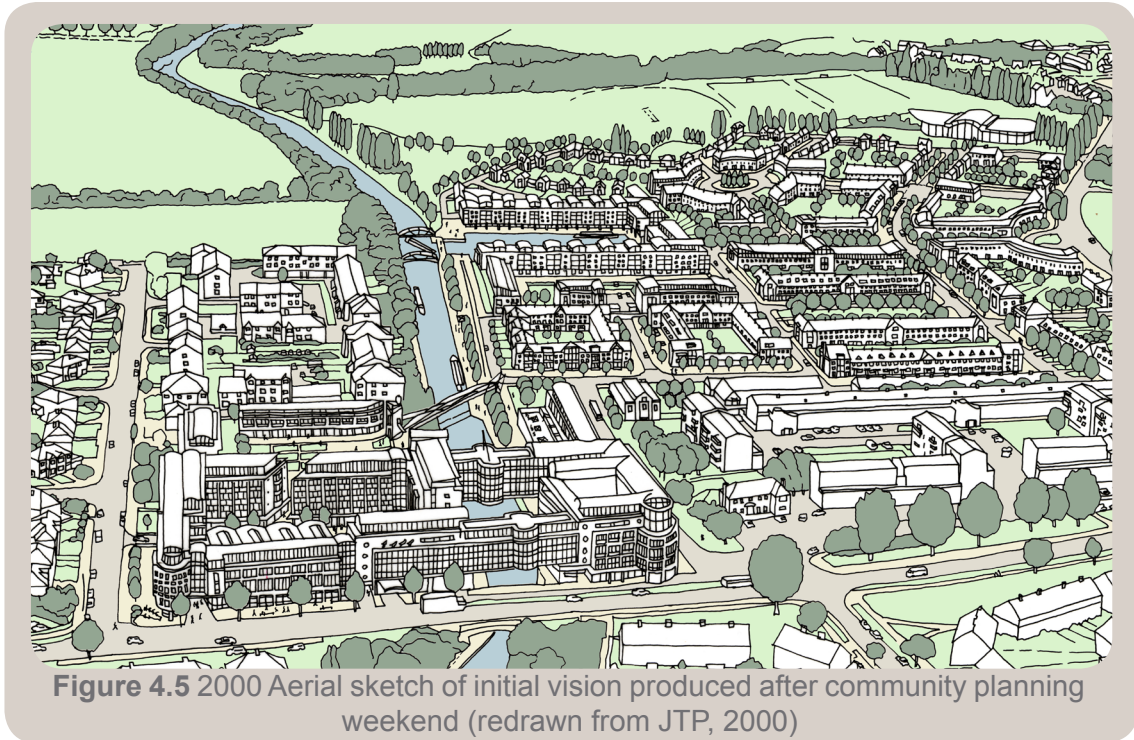 Figure 4.5 2000 Aerial sketch of initial vision produced after community planning
weekend (redrawn from JTP, 2000)